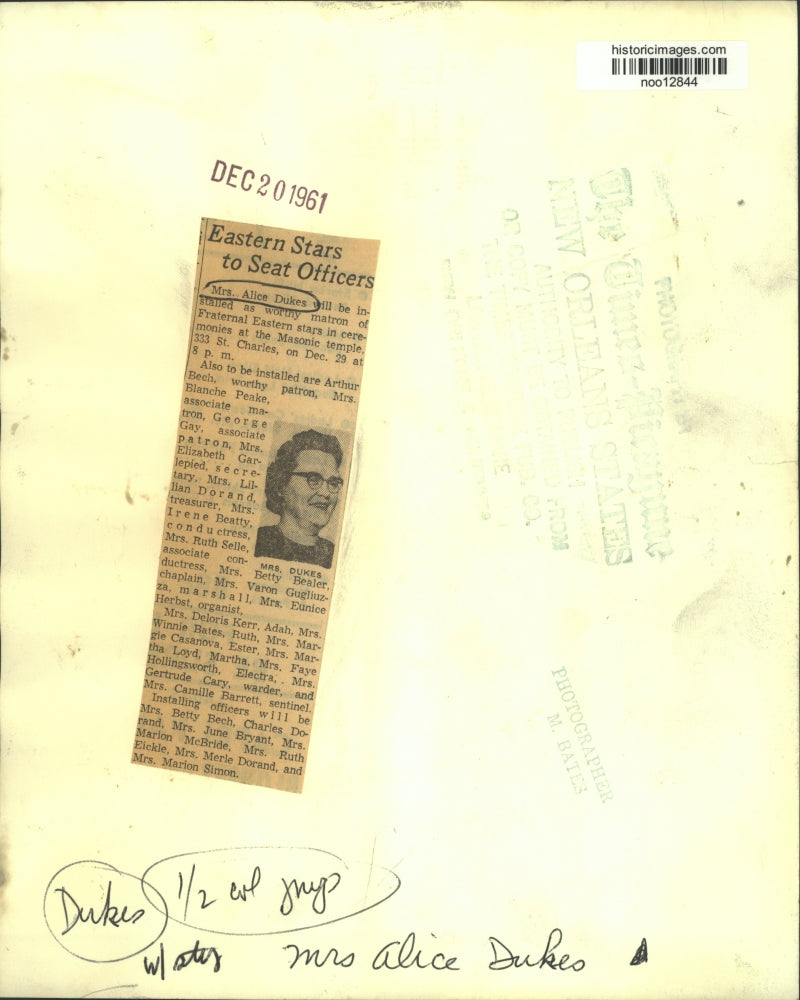 historicimages.com
noo12844
DEC 20 1961
Eastern Stars
to Seat Officers
Mrs. Alice Dukes will be in-
stalled as worthy matron of
Fraternal Eastern stars in cere-
monies at the Masonic temple,
333 St. Charles, on Dec. 29 at
8 p. m.
Also to be installed are Arthur
Bech, worthy patron, Mrs.
Blanche Peake,
associate ma-
tron, George
Gay, associate
patron, Mrs.
Elizabeth Gar-
lepied, secre-
tary, Mrs. Lil-
lian Dorand,
treasurer, Mrs.
Irene Beatty,
conductress,
Mrs. Ruth Selle,
associate con-
MRS. DUKES
ductress, Mrs. Betty Bealer,
chaplain, Mrs. Varon Gugliuz-
za, marshall, Mrs. Eunice
Herbst, organist,
Mrs. Deloris Kerr, Adah, Mrs.
Winnie Bates, Ruth, Mrs. Mar-
gie Casanova, Ester, Mrs. Mar-
tha Loyd, Martha, Mrs. Faye
Hollingsworth, Electra, . Mrs.
Gertrude Cary, warder, and
Mrs. Camille Barrett, sentinel.
Installing officers will be
Mrs. Betty Bech, Charles Do-
rand, Mrs. June Bryant, Mrs.
Marion McBride, Mrs. Ruth
Eickle, Mrs. Merle Dorand, and
Mrs. Marion Simon.
NEW ORLEANS STATES
PHOTOGRAPHER
M. BATES
Dukes
1/2 col
w/
Mrs Alice Dukes